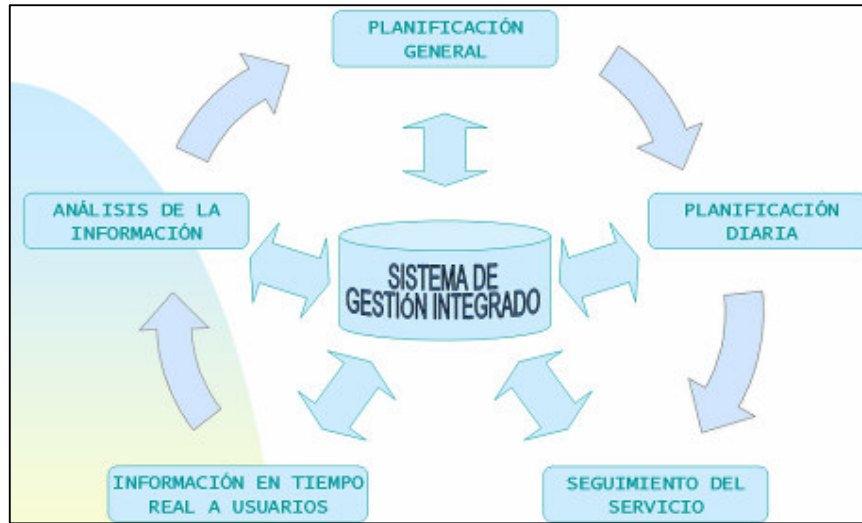 PLANIFICACIÓN
GENERAL
ANÁLISIS DE LA
INFORMACIÓN
PLANIFICACIÓN
DIARIA
SISTEMA DE
GESTIÓN INTEGRADO
INFORMACIÓN EN TIEMPO
REAL A USUARIOS
SEGUIMIENTO DEL
SERVICIO